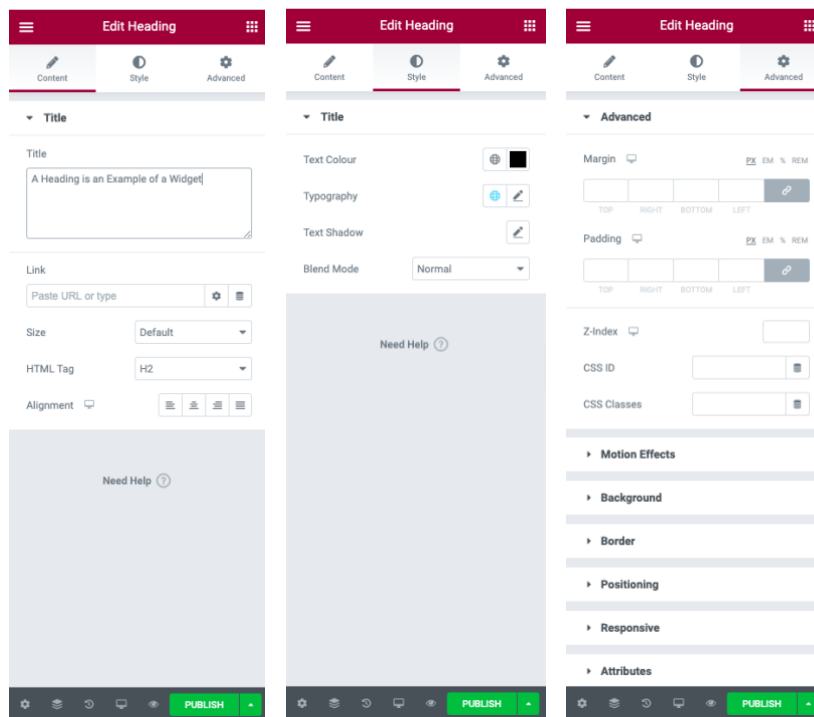 Edit Heading
Content Style Advanced
Title
Title
A Heading is an Example of a Widget
Link
Paste URL or type
Size Default
HTML Tag H2
Alignment
Need Help ?
PUBLISH
Edit Heading
Content Style Advanced
Title
Text Colour
Typography
Text Shadow
Blend Mode Normal
Need Help ?
PUBLISH
Edit Heading
Content Style Advanced
Advanced
Margin PX EM % REM
TOP RIGHT BOTTOM LEFT
Padding PX EM % REM
TOP RIGHT BOTTOM LEFT
Z-Index
CSS ID
CSS Classes
Motion Effects
Background
Border
Positioning
Responsive
Attributes
PUBLISH